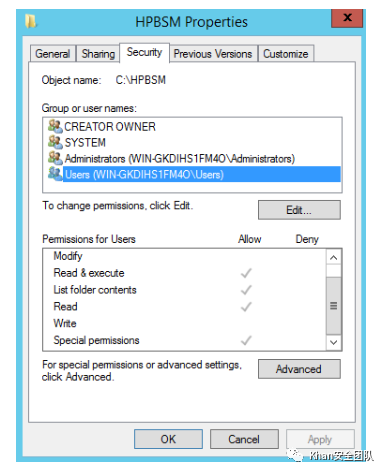 HPBSM Properties
x
General Sharing Security Previous Versions Customize
Object name: C:\HPBSM
Group or user names:
CREATOR OWNER
SYSTEM
Administrators (WIN-GKDIHS1FM4O\Administrators)
Users (WIN-GKDIHS1FM4O\Users)
To change permissions, click Edit.
Edit...
Permissions for Users Allow Deny
Modify
Read & execute
List folder contents
Read
Write
Special permissions
For special permissions or advanced settings,
click Advanced.
Advanced
OK Cancel Apply
Khan安全团队